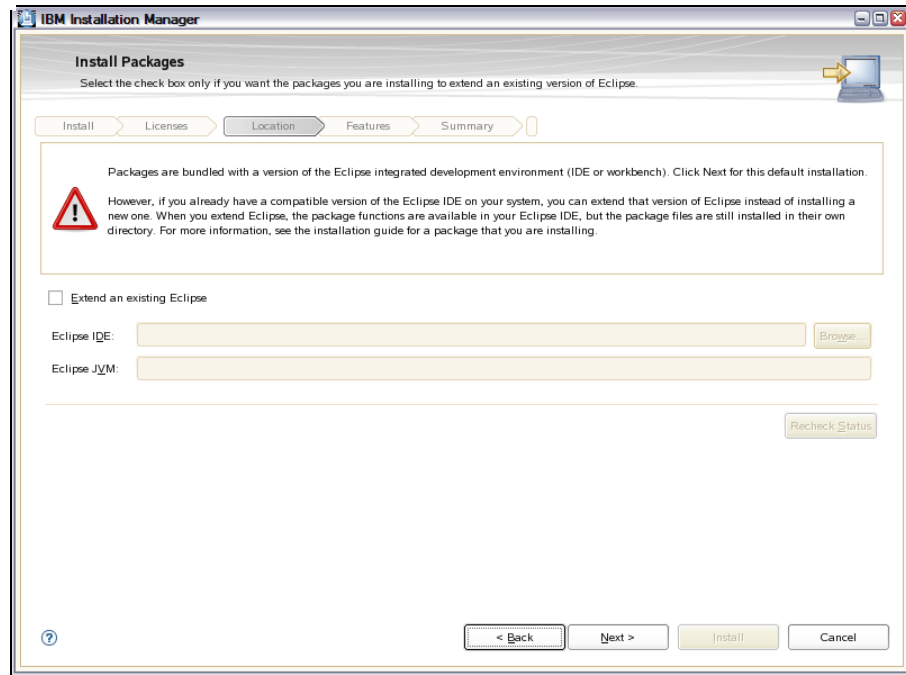 IBM Installation Manager
Install Packages
Select the check box only if you want the packages you are installing to extend an existing version of Eclipse.
Install Licenses Location Features Summary
Packages are bundled with a version of the Eclipse integrated development environment (IDE or workbench). Click Next for this default installation.
However, if you already have a compatible version of the Eclipse IDE on your system, you can extend that version of Eclipse instead of installing a
new one. When you extend Eclipse, the package functions are available in your Eclipse IDE, but the package files are still installed in their own
directory. For more information, see the installation guide for a package that you are installing.
Extend an existing Eclipse
Eclipse IDE: Browse...
Eclipse JVM:
Recheck Status
? < Back Next > Install Cancel